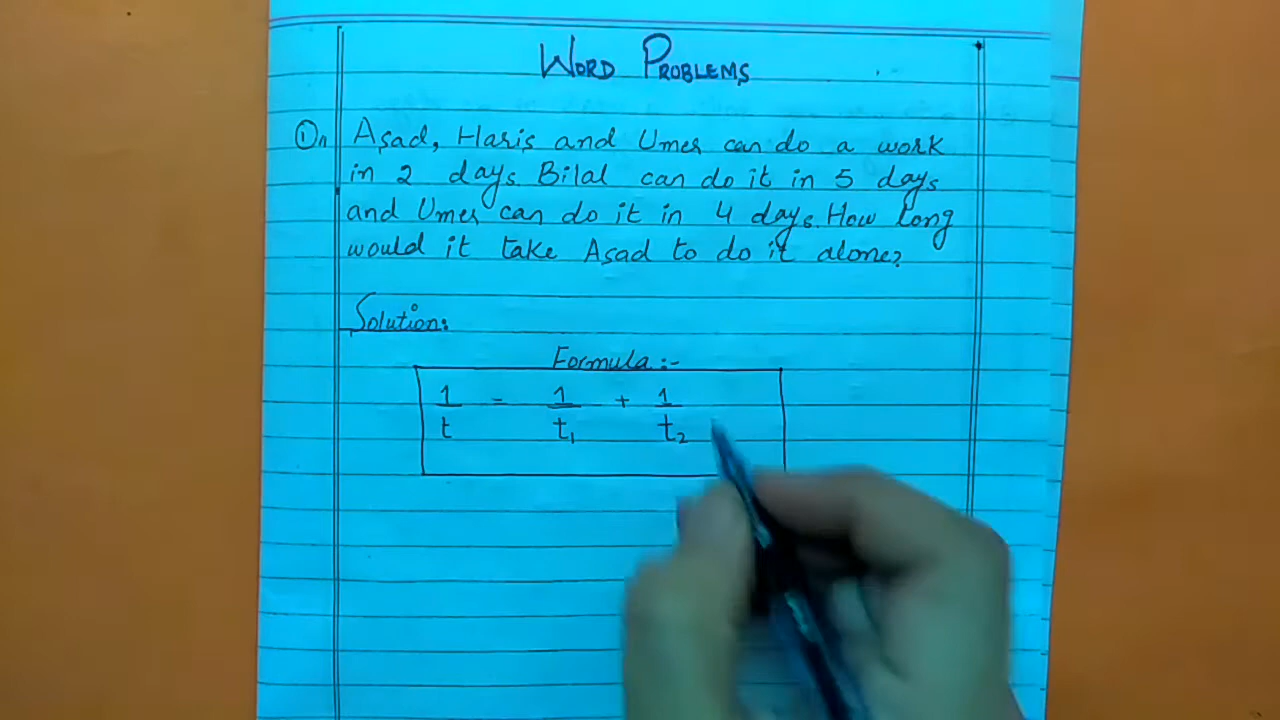 WORD PROBLEMS
① Asad, Haris and Umer can do a work
in 2 days. Bilal can do it in 5 days
and Umer can do it in 4 days. How long
would it take Asad to do it alone?
Solution:
Formula:-
1/t = 1/t₁ + 1/t₂